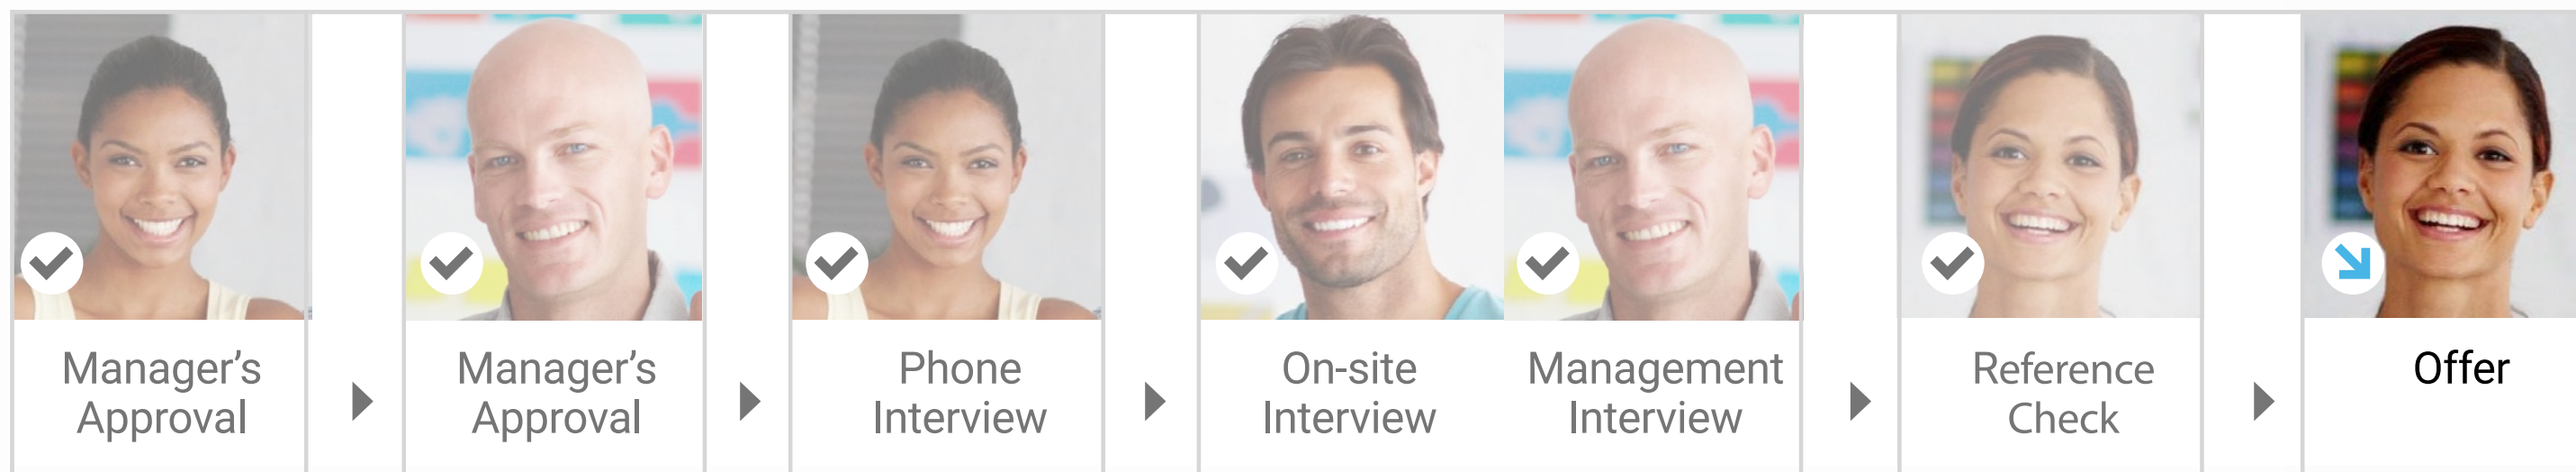 Manager’s
Approval
Manager’s
Approval
Phone
Interview
On-site
Interview
Management
Interview
Reference
Check
Offer